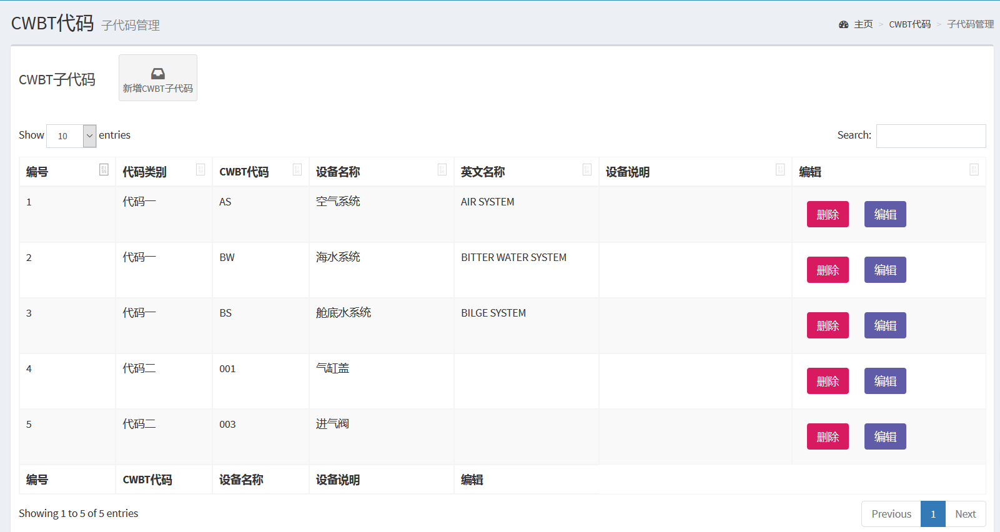 CWBT代码 子代码管理
主页 > CWBT代码 > 子代码管理
CWBT子代码
新增CWBT子代码
Show 10 entries
Search:
编号 代码类别 CWBT代码 设备名称 英文名称 设备说明 编辑
1 代码一 AS 空气系统 AIR SYSTEM 删除 编辑
2 代码一 BW 海水系统 BITTER WATER SYSTEM 删除 编辑
3 代码一 BS 舱底水系统 BILGE SYSTEM 删除 编辑
4 代码二 001 气缸盖 删除 编辑
5 代码二 003 进气阀 删除 编辑
编号 CWBT代码 设备名称 设备说明 编辑
Showing 1 to 5 of 5 entries
Previous 1 Next